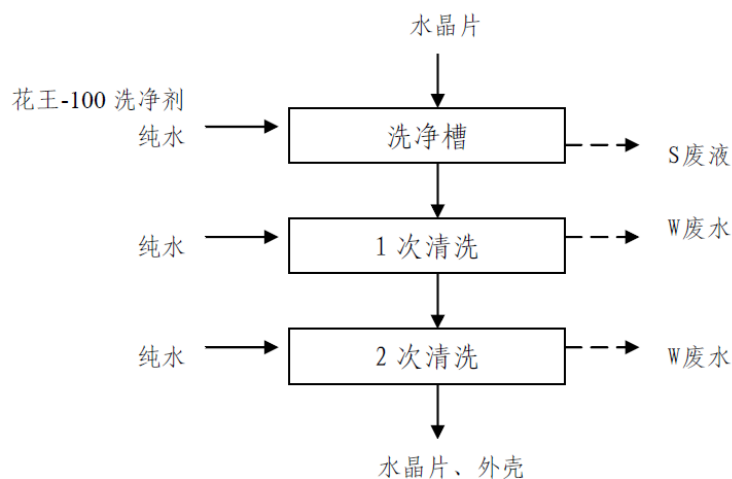 水晶片
花王-100 洗净剂
纯水
洗净槽
S废液
纯水
1次清洗
W废水
纯水
2次清洗
W废水
水晶片、外壳